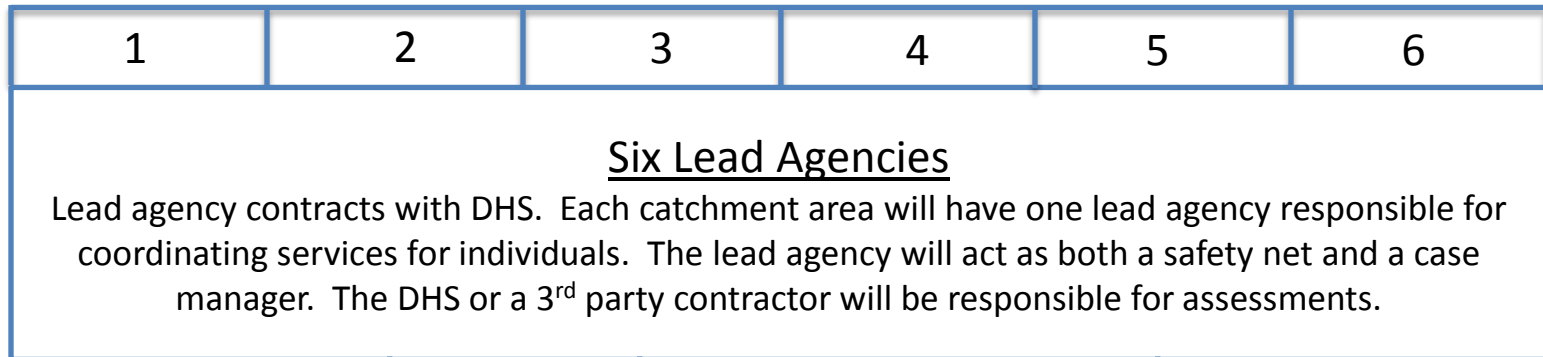 1 2 3 4 5 6
Six Lead Agencies
Lead agency contracts with DHS.  Each catchment area will have one lead agency responsible for
coordinating services for individuals.  The lead agency will act as both a safety net and a case
manager.  The DHS or a 3rd party contractor will be responsible for assessments.